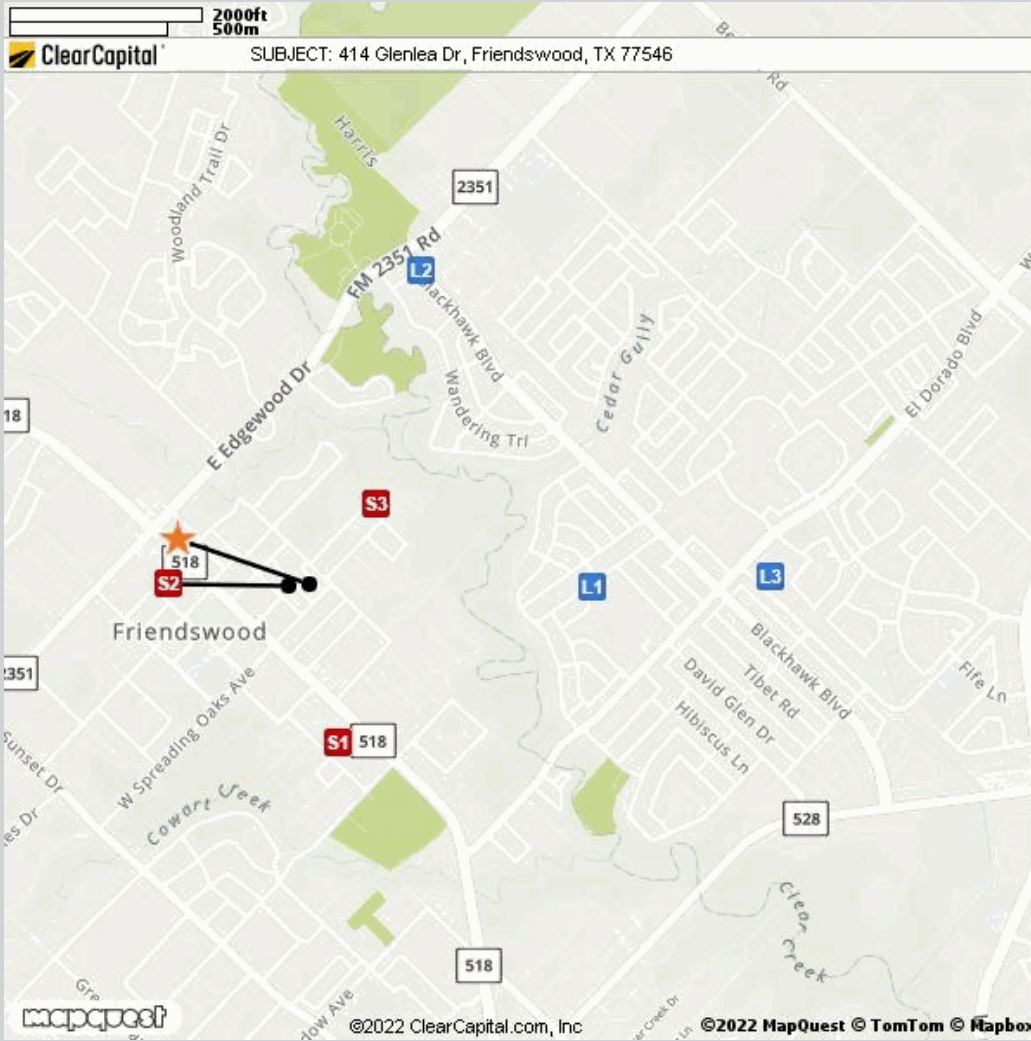 2000ft
500m
ClearCapital
SUBJECT: 414 Glenlea Dr, Friendswood, TX 77546
Rd
Harris
Woodland Trail Dr
2351
FM 2351 Rd
L2
Blackhawk Blvd
Cedar Gully
El Dorado Blvd
Wandering Trl
E Edgewood Dr
18
S3
518
S2
L1
L3
Friendswood
2351
Blackhawk Blvd
Tibet Rd
David Glen Dr
Hibiscus Ln
Fife Ln
W Spreading Oaks Ave
S1
518
Sunset Dr
Cowart Creek
528
Clear
Creek
518
mapquest
©2022 ClearCapital.com, Inc
©2022 MapQuest © TomTom © Mapbox